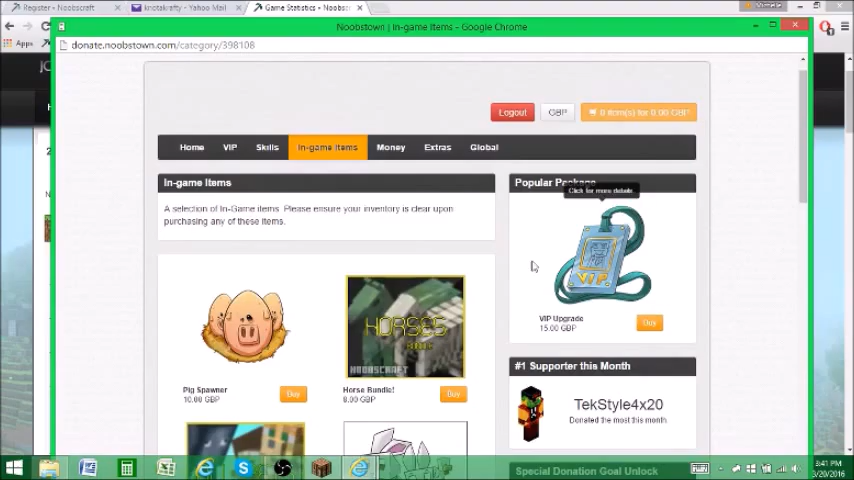 Register • Noobscraft
knotakrafty - Yahoo Mail
Game Statistics • Noobs
Noobstown | In-game Items - Google Chrome
donate.noobstown.com/category/398108
Apps
Logout
GBP
0 item(s) for 0.00 GBP
Home
VIP
Skills
In-game Items
Money
Extras
Global
In-game Items
Popular Package
Click for more details
A selection of In-Game items. Please ensure your inventory is clear upon
purchasing any of these items.
VIP
VIP Upgrade
15.00 GBP
Buy
HORSES
BUNDLE
NOOBSCRAFT
Pig Spawner
10.00 GBP
Buy
Horse Bundle!
8.00 GBP
Buy
#1 Supporter this Month
TekStyle4x20
Donated the most this month.
Special Donation Goal Unlock
3:41 PM
3/20/2016